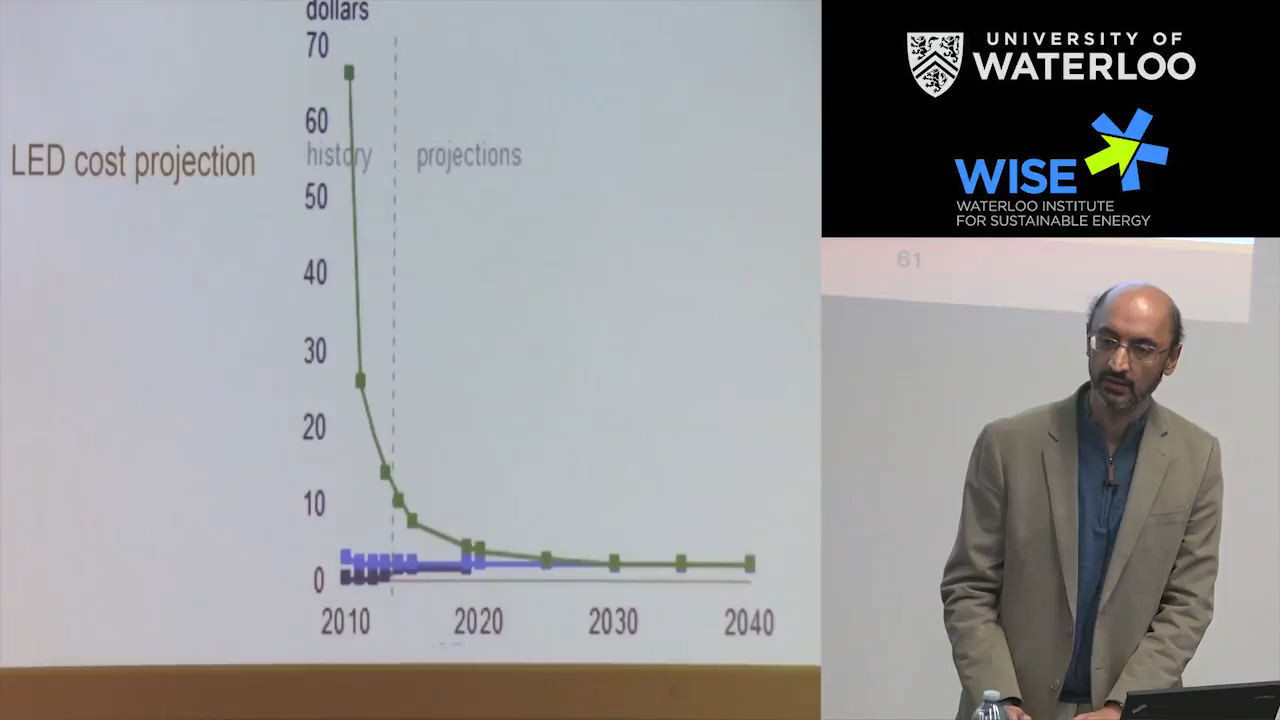 dollars
70
60
50
40
30
20
10
0
LED cost projection
history
projections
2010
2020
2030
2040
UNIVERSITY OF
WATERLOO
WISE
WATERLOO INSTITUTE
FOR SUSTAINABLE ENERGY
61